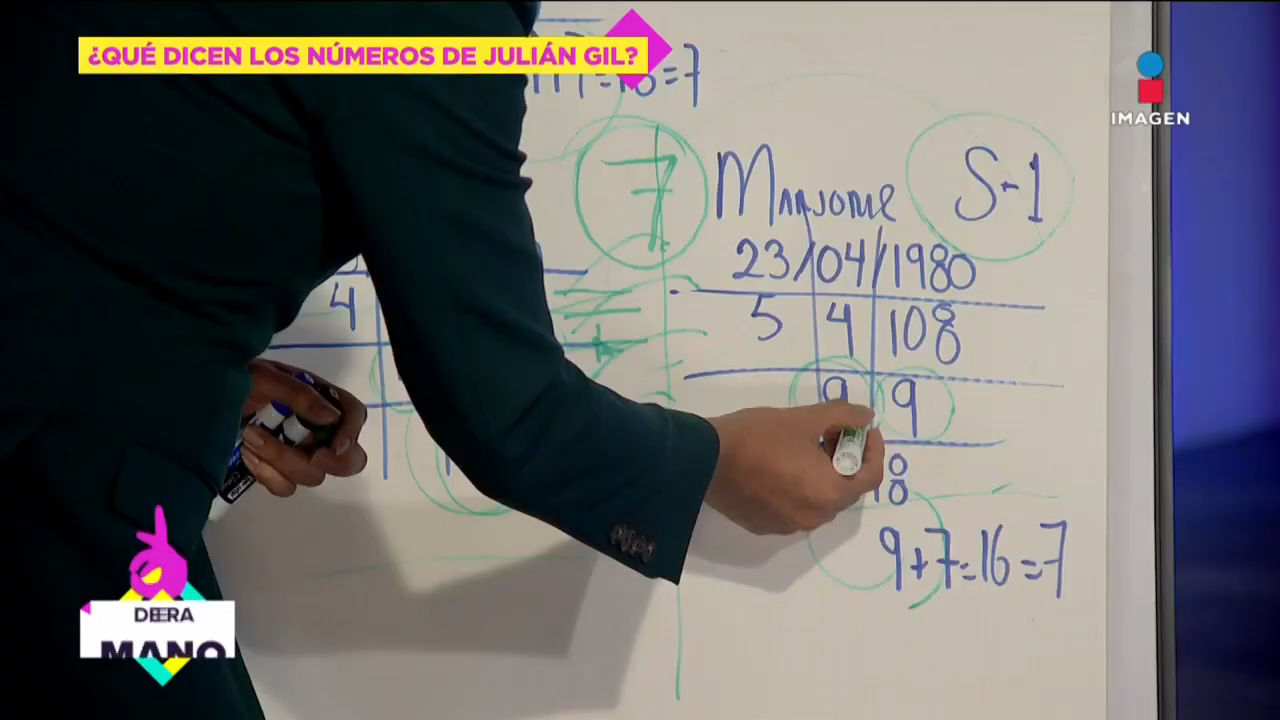 ¿QUÉ DICEN LOS NÚMEROS DE JULIÁN GIL?
IMAGEN
=7
7
S-1
23/04/1980
4
5 4 108
9 9
18
9+7=16=7
DE
MANO